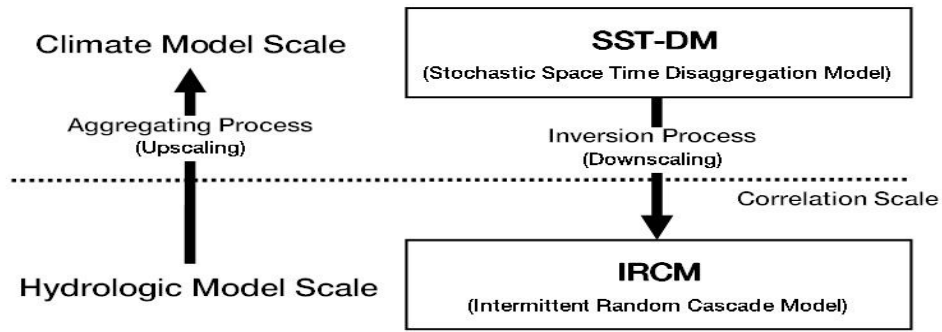 Climate Model Scale
Aggregating Process
(Upscaling)
Hydrologic Model Scale
SST-DM
(Stochastic Space Time Disaggregation Model)
Inversion Process
(Downscaling)
Correlation Scale
IRCM
(Intermittent Random Cascade Model)